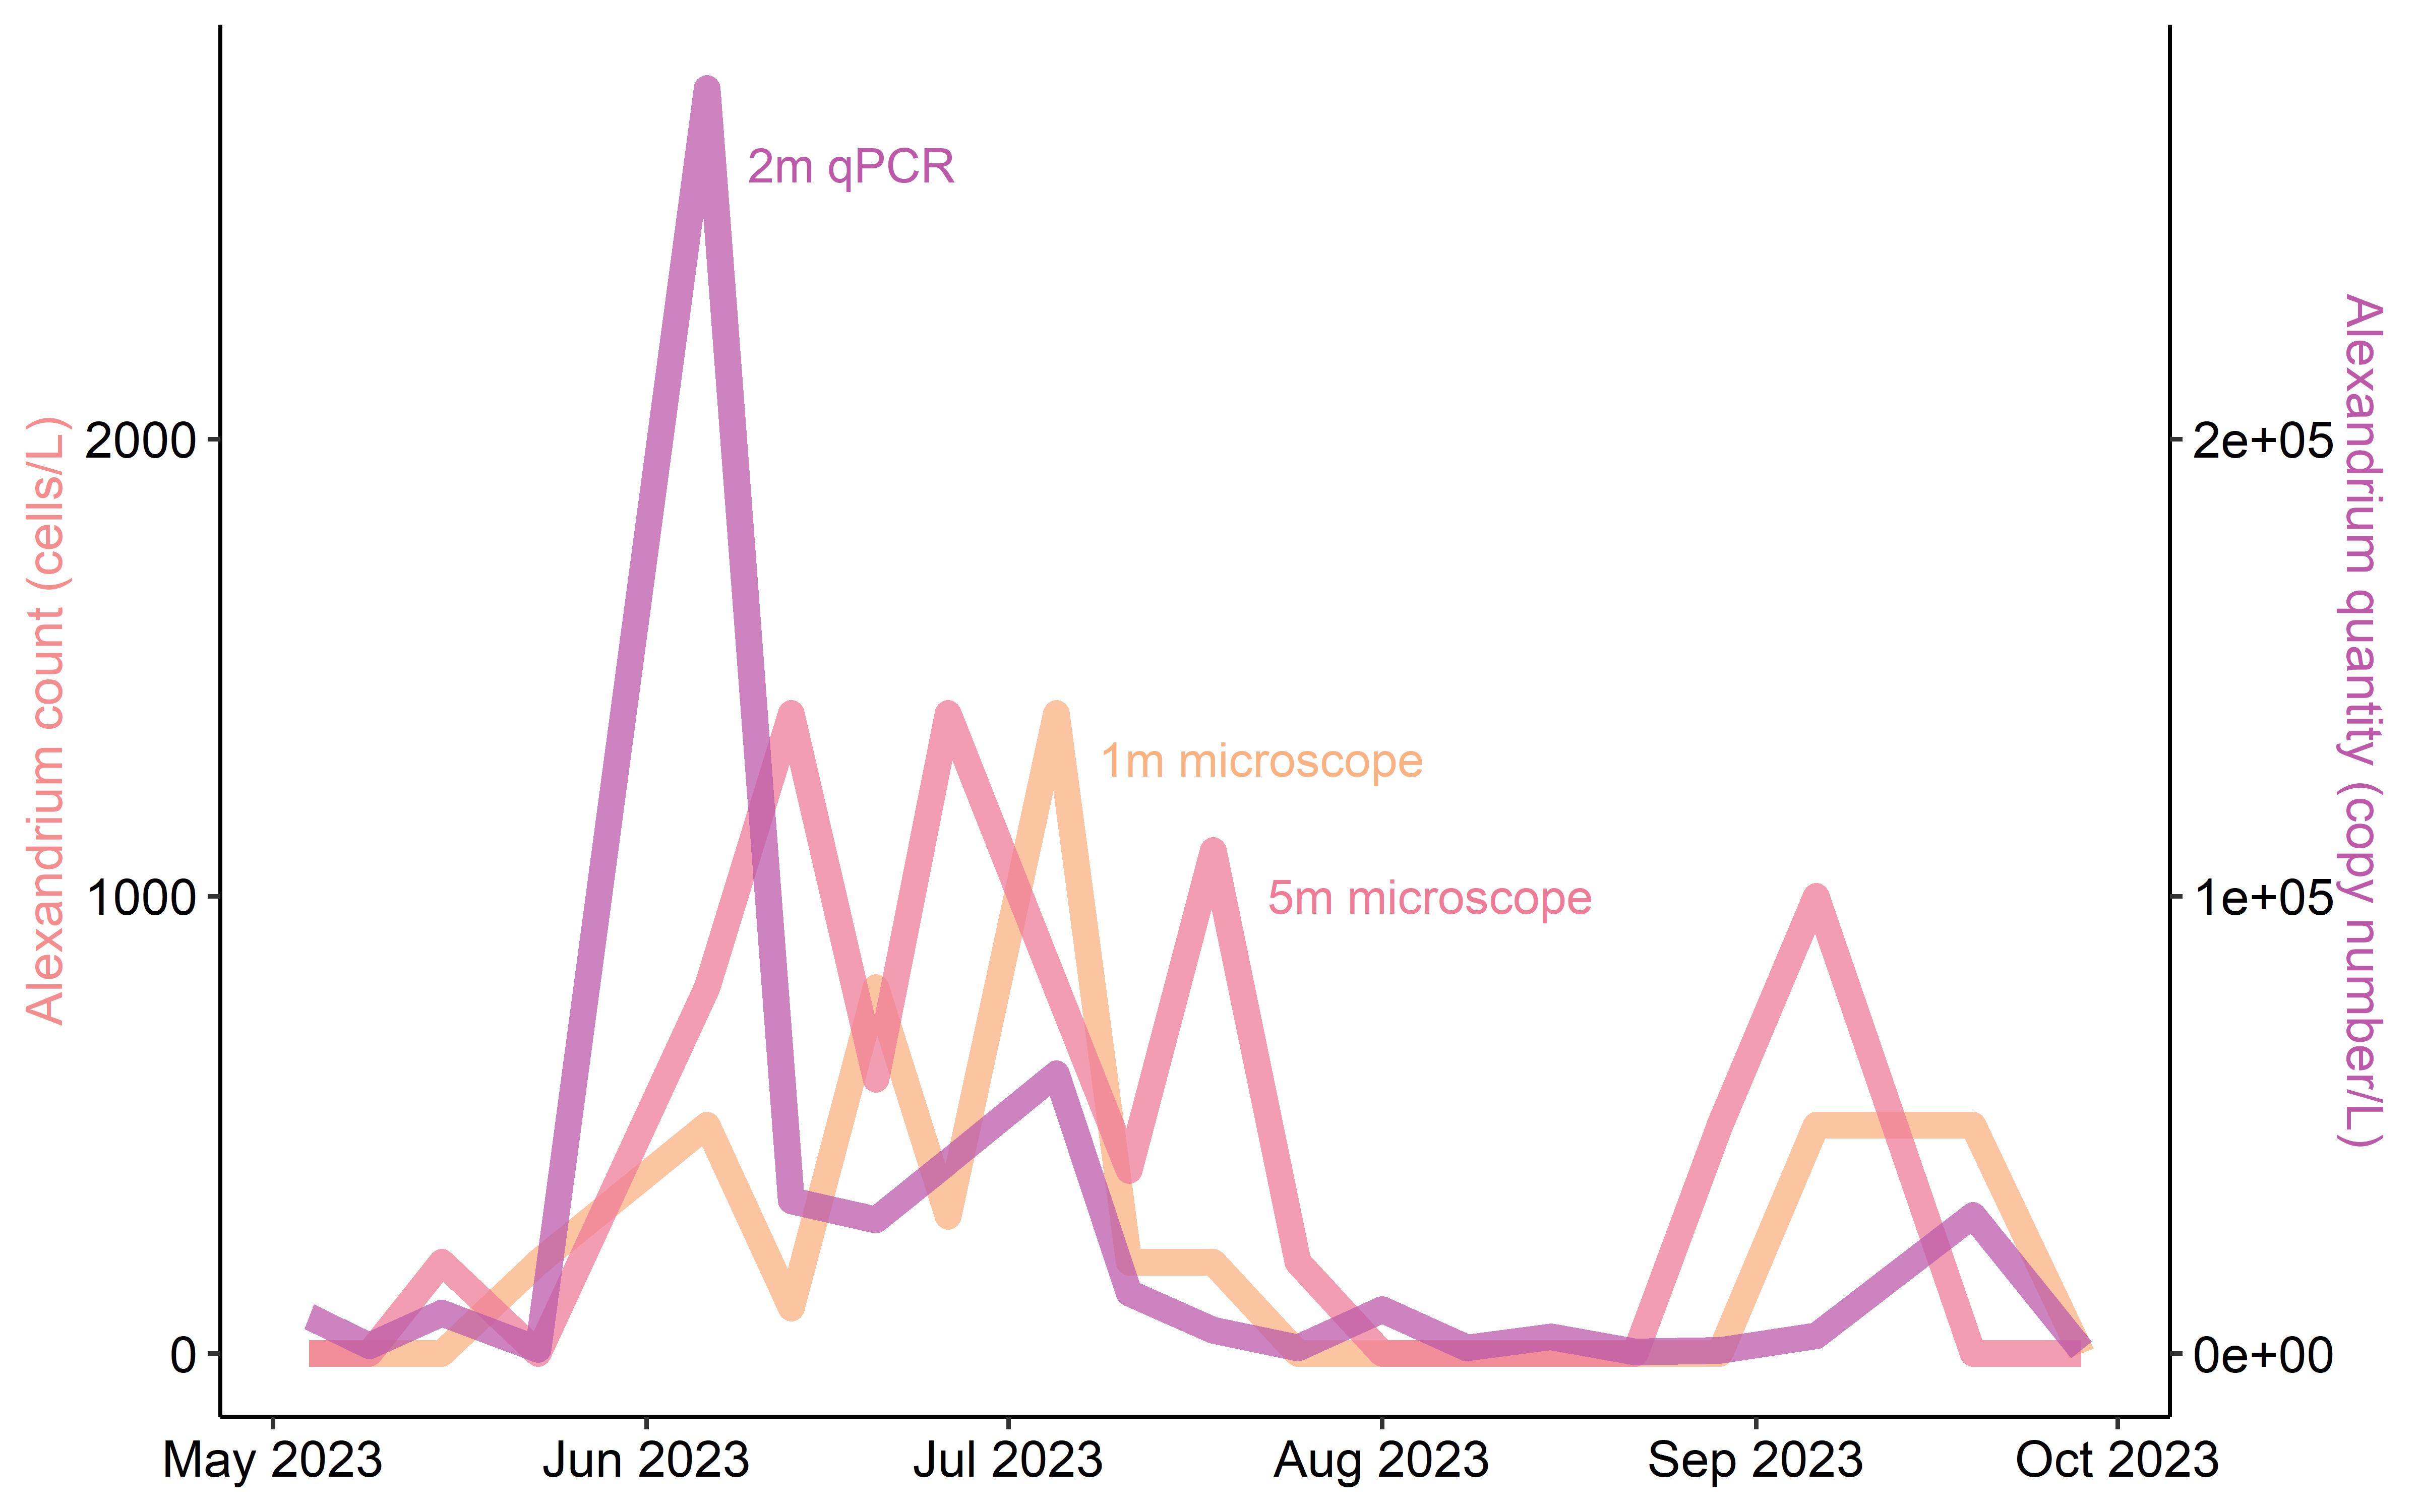 2m qPCR
1m microscope
5m microscope
Alexandrium count (cells/L)
2000
1000
0
Alexandrium quantity (copy number/L)
2e+05
1e+05
0e+00
May 2023
Jun 2023
Jul 2023
Aug 2023
Sep 2023
Oct 2023